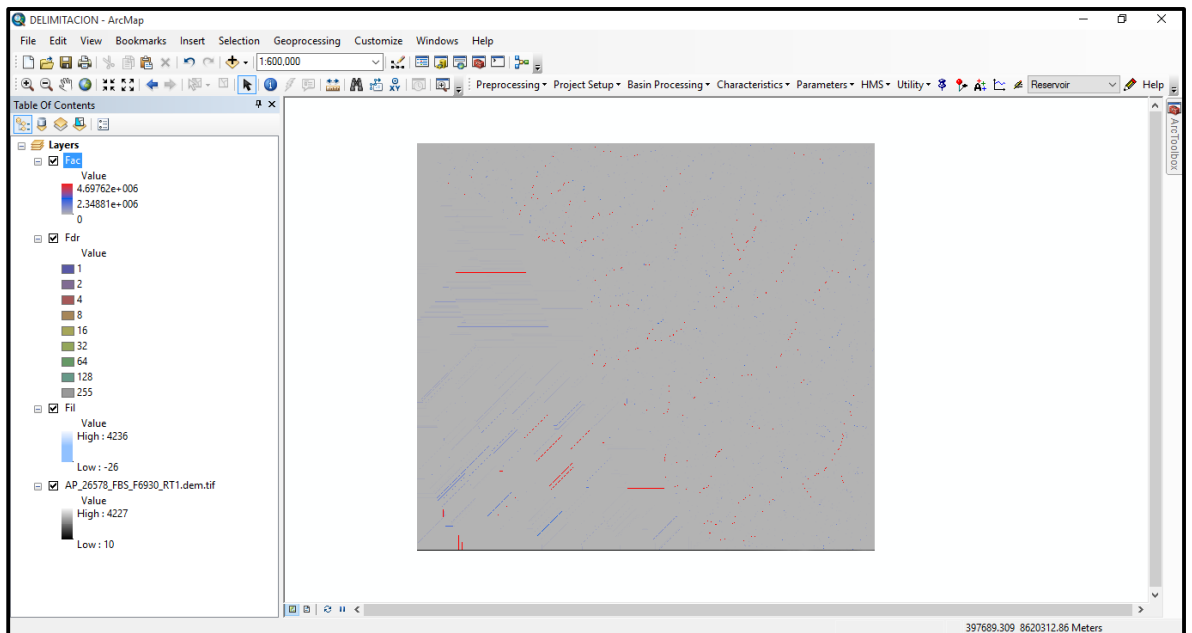 DELIMITACION - ArcMap
File Edit View Bookmarks Insert Selection Geoprocessing Customize Windows Help
1:600,000
Preprocessing Project Setup Basin Processing Characteristics Parameters HMS Utility Reservoir Help
Table Of Contents
ArcToolbox
Layers
Fac
Value
4.69762e+006
2.34881e+006
0
Fdr
Value
1
2
4
8
16
32
64
128
255
Fil
Value
High : 4236
Low : -26
AP_26578_FBS_F6930_RT1.dem.tif
Value
High : 4227
Low : 10
397689.309 8620312.86 Meters